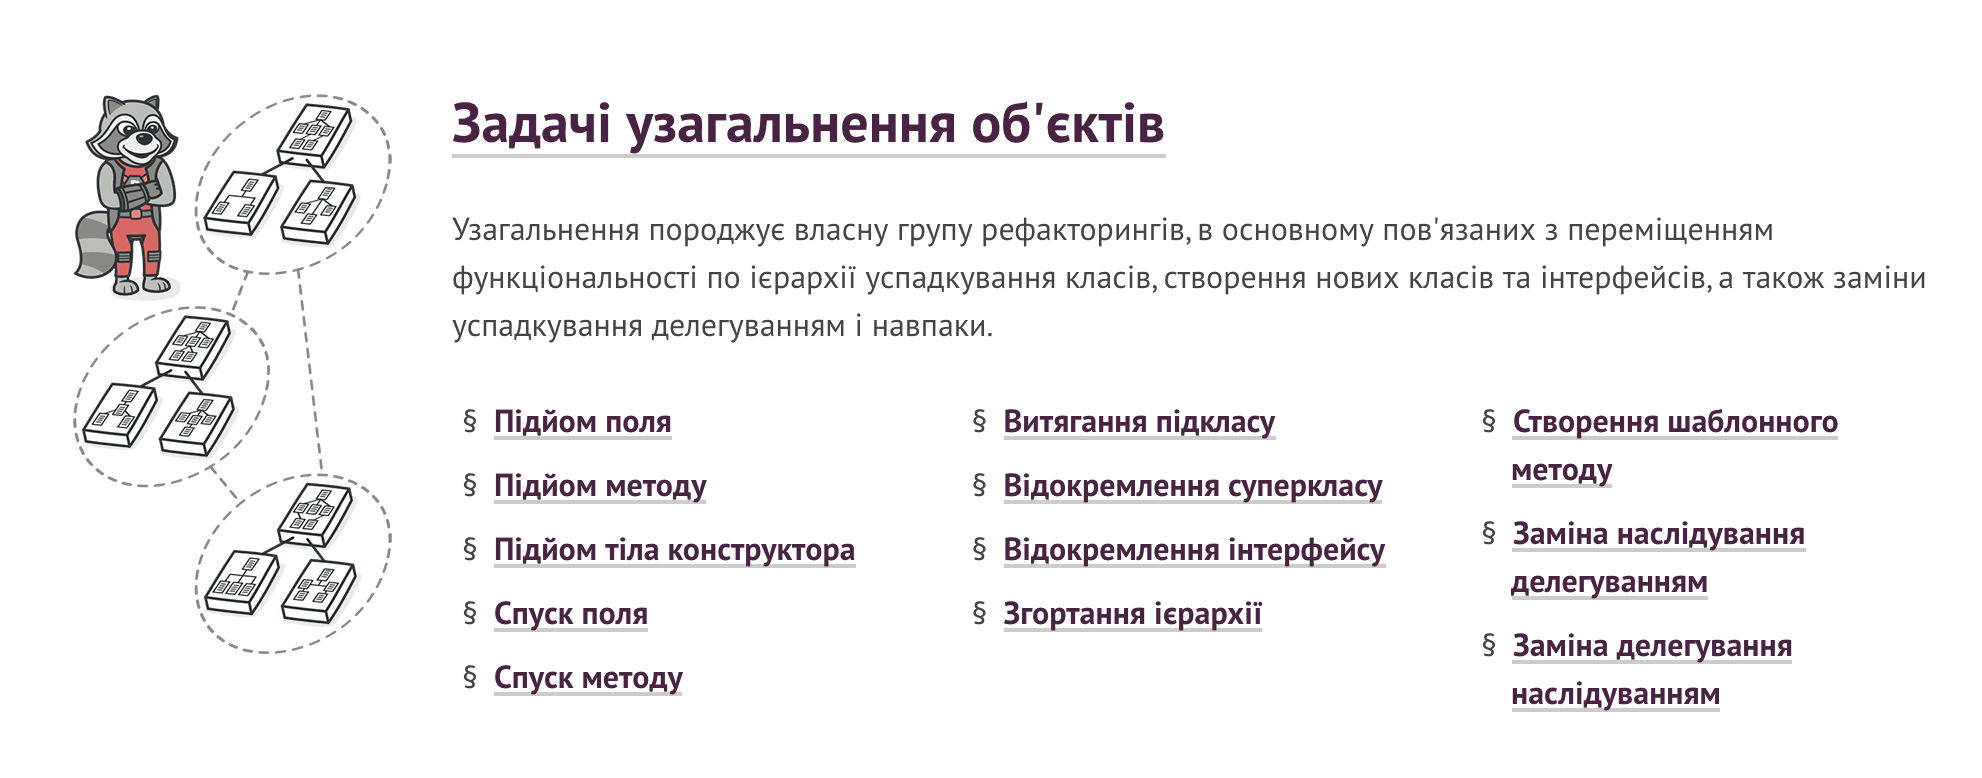 Задачі узагальнення об'єктів
Узагальнення породжує власну групу рефакторингів, в основному пов'язаних з переміщенням
функціональності по ієрархії успадкування класів, створення нових класів та інтерфейсів, а також заміни
успадкування делегуванням і навпаки.
§ Підйом поля
§ Підйом методу
§ Підйом тіла конструктора
§ Спуск поля
§ Спуск методу
§ Витягання підкласу
§ Відокремлення суперкласу
§ Відокремлення інтерфейсу
§ Згортання ієрархії
§ Створення шаблонного
методу
§ Заміна наслідування
делегуванням
§ Заміна делегування
наслідуванням